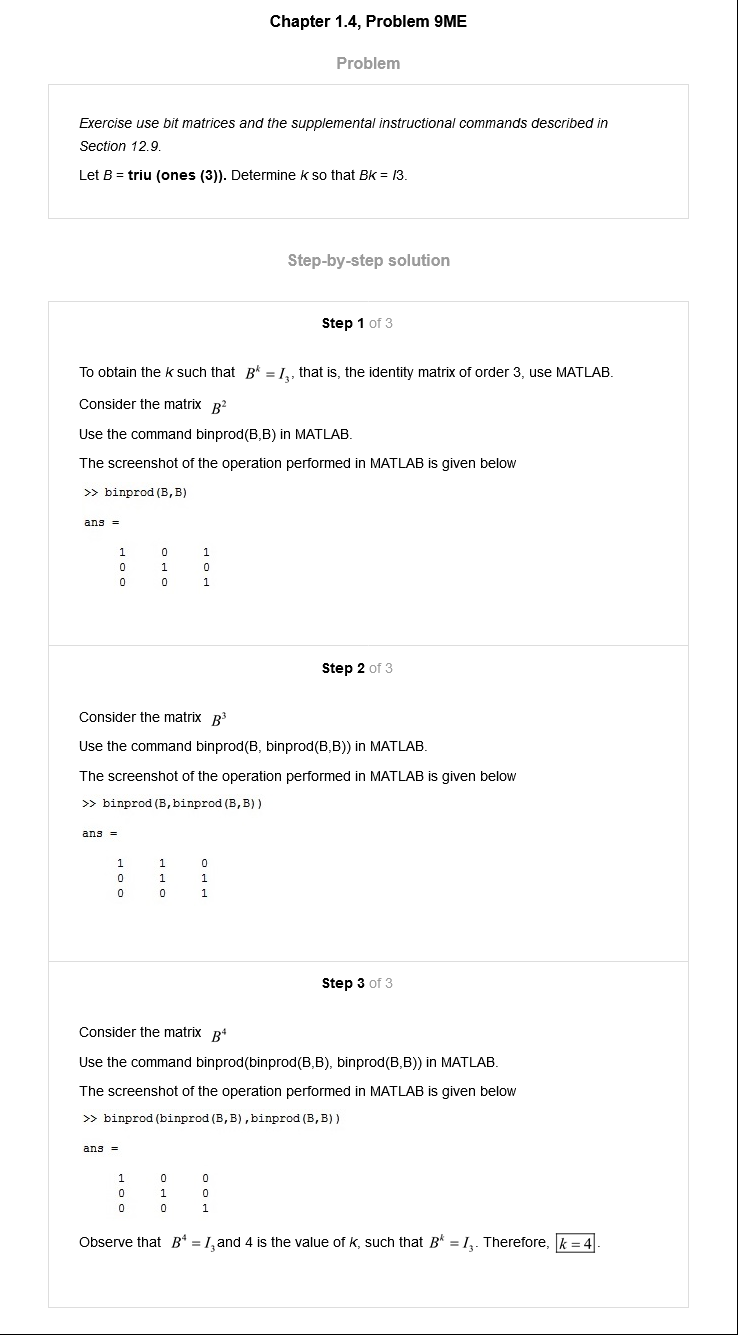 Chapter 1.4, Problem 9ME
Problem
Exercise use bit matrices and the supplemental instructional commands described in
Section 12.9.
Let B = triu (ones (3)). Determine k so that Bk = I3.
Step-by-step solution
Step 1 of 3
To obtain the k such that B^k = I₃, that is, the identity matrix of order 3, use MATLAB.
Consider the matrix B²
Use the command binprod(B,B) in MATLAB.
The screenshot of the operation performed in MATLAB is given below
>> binprod(B,B)
ans =
1 0 1
0 1 0
0 0 1
Step 2 of 3
Consider the matrix B³
Use the command binprod(B, binprod(B,B)) in MATLAB.
The screenshot of the operation performed in MATLAB is given below
>> binprod(B,binprod(B,B))
ans =
1 1 0
0 1 1
0 0 1
Step 3 of 3
Consider the matrix B⁴
Use the command binprod(binprod(B,B), binprod(B,B)) in MATLAB.
The screenshot of the operation performed in MATLAB is given below
>> binprod(binprod(B,B),binprod(B,B))
ans =
1 0 0
0 1 0
0 0 1
Observe that B⁴ = I₃ and 4 is the value of k, such that B^k = I₃. Therefore, k = 4.